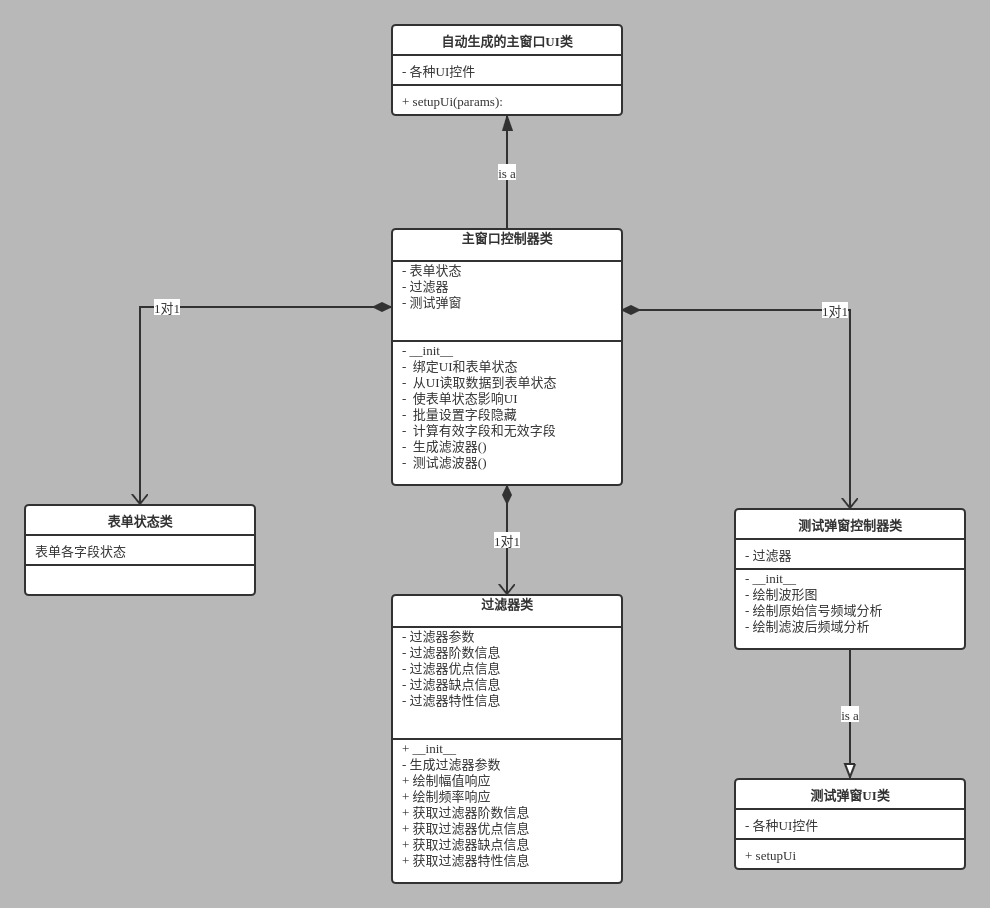 自动生成的主窗口UI类
- 各种UI控件
+ setupUi(params):
is a
主窗口控制器类
- 表单状态
- 过滤器
- 测试弹窗
- __init__
- 绑定UI和表单状态
- 从UI读取数据到表单状态
- 使表单状态影响UI
- 批量设置字段隐藏
- 计算有效字段和无效字段
- 生成滤波器()
- 测试滤波器()
1对1
1对1
1对1
表单状态类
表单各字段状态
过滤器类
- 过滤器参数
- 过滤器阶数信息
- 过滤器优点信息
- 过滤器缺点信息
- 过滤器特性信息
+ __init__
- 生成过滤器参数
+ 绘制幅值响应
+ 绘制频率响应
+ 获取过滤器阶数信息
+ 获取过滤器优点信息
+ 获取过滤器缺点信息
+ 获取过滤器特性信息
测试弹窗控制器类
- 过滤器
- __init__
- 绘制波形图
- 绘制原始信号频域分析
- 绘制滤波后频域分析
is a
测试弹窗UI类
- 各种UI控件
+ setupUi